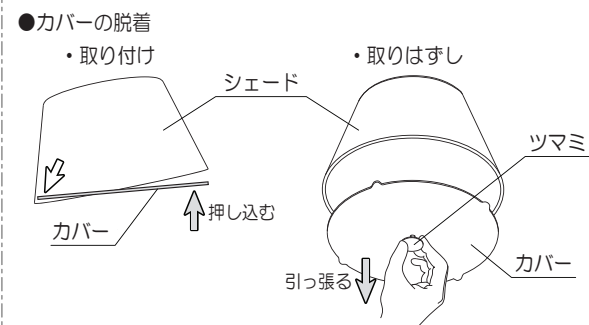 ●カバーの脱着
・取り付け
・取りはずし
シェード
ツマミ
押し込む
カバー
カバー
引っ張る